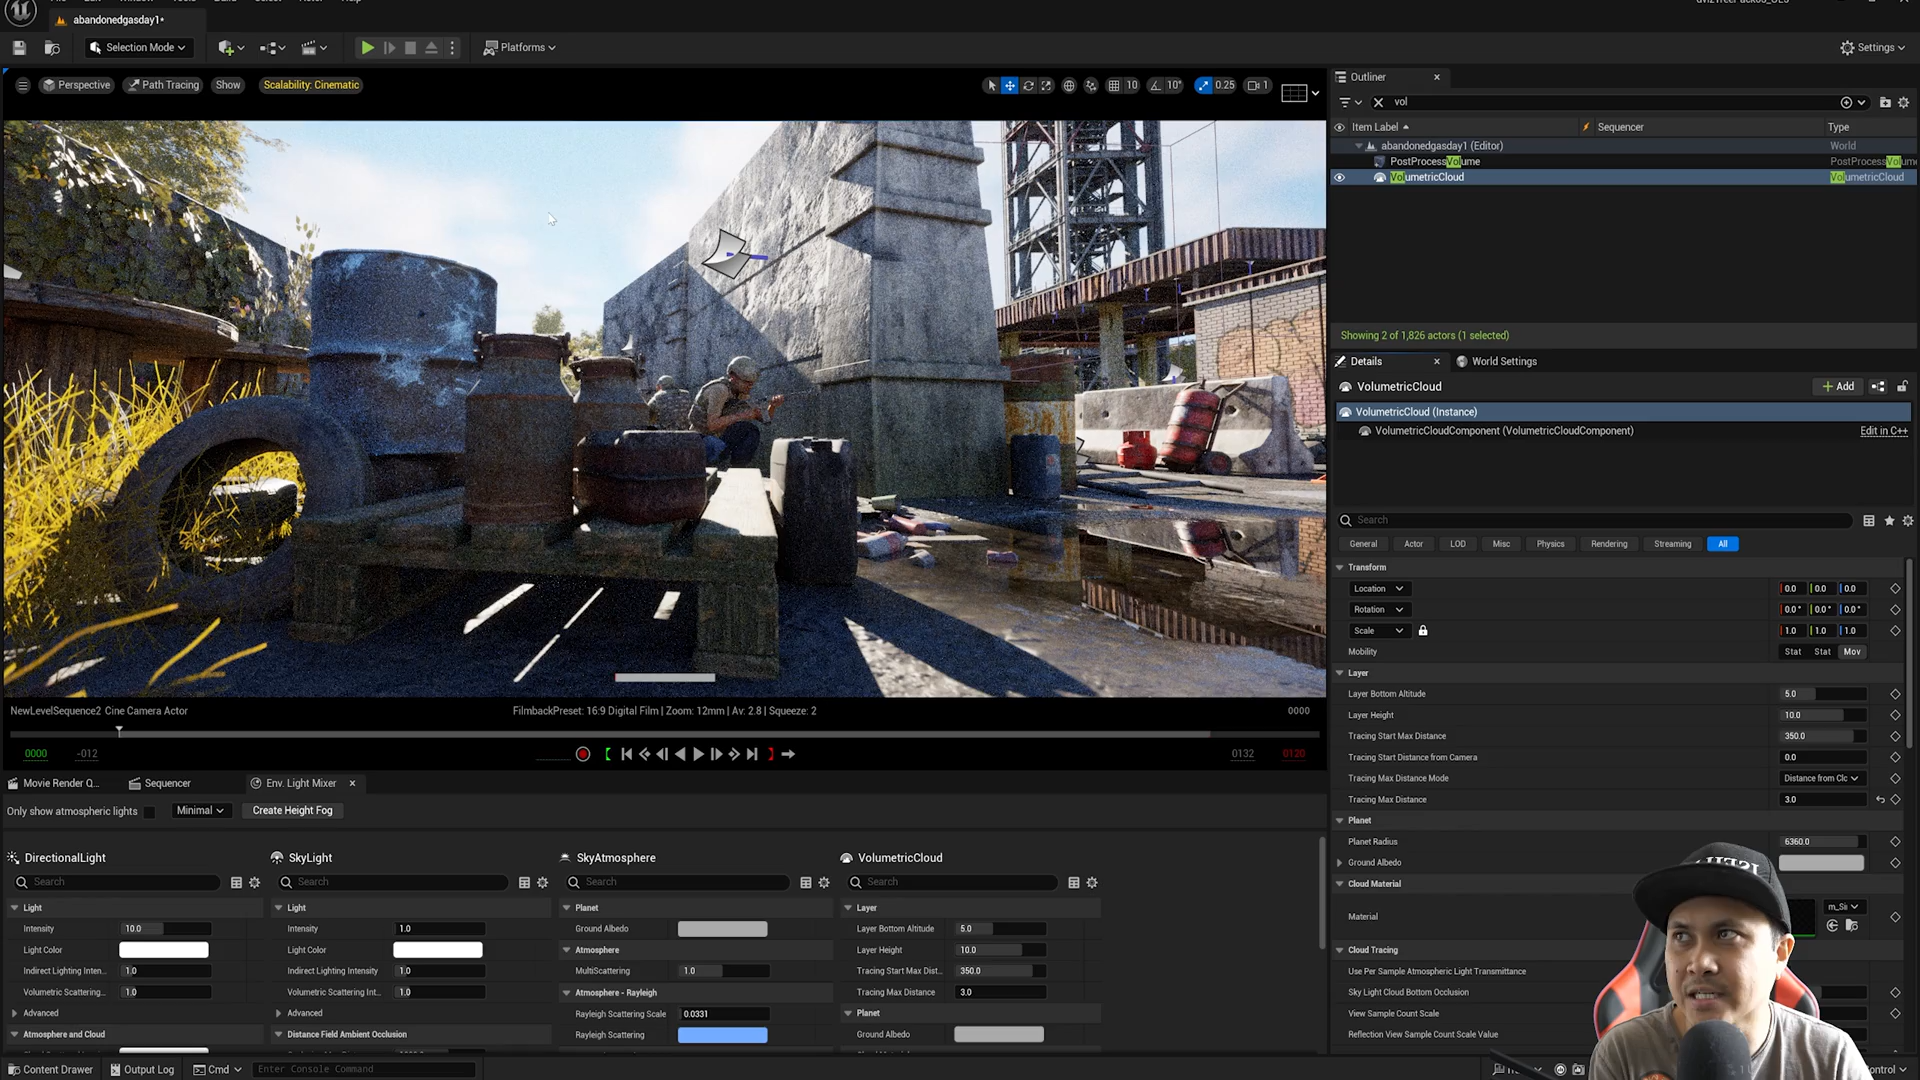 abandonedgasday1*
Selection Mode
Platforms
Settings
Perspective
Path Tracing
Show
Scalability: Cinematic
10
10°
0.25
1
NewLevelSequence2 Cine Camera Actor
FilmbackPreset: 16:9 Digital Film | Zoom: 12mm | Av: 2.8 | Squeeze: 2
0000
0000
-012
0132
0120
Movie Render Q...
Sequencer
Env. Light Mixer
Only show atmospheric lights
Minimal
Create Height Fog
DirectionalLight
Search
Light
Intensity
10.0
Light Color
Indirect Lighting Inten...
1.0
Volumetric Scattering...
1.0
Advanced
Atmosphere and Cloud
SkyLight
Search
Light
Intensity
1.0
Light Color
Indirect Lighting Intensity
1.0
Volumetric Scattering Int...
1.0
Advanced
Distance Field Ambient Occlusion
SkyAtmosphere
Search
Planet
Ground Albedo
Atmosphere
MultiScattering
1.0
Atmosphere - Rayleigh
Rayleigh Scattering Scale
0.0331
Rayleigh Scattering
VolumetricCloud
Search
Layer
Layer Bottom Altitude
5.0
Layer Height
10.0
Tracing Start Max Dist...
350.0
Tracing Max Distance
3.0
Planet
Ground Albedo
Content Drawer
Output Log
Cmd
Enter Console Command
Outliner
vol
Item Label
Sequencer
Type
abandonedgasday1 (Editor)
World
PostProcessVolume
PostProcessVolume
VolumetricCloud
VolumetricCloud
Showing 2 of 1,826 actors (1 selected)
Details
World Settings
VolumetricCloud
Add
VolumetricCloud (Instance)
VolumetricCloudComponent (VolumetricCloudComponent)
Edit in C++
Search
General
Actor
LOD
Misc
Physics
Rendering
Streaming
All
Transform
Location
0.0
0.0
0.0
Rotation
0.0°
0.0°
0.0°
Scale
1.0
1.0
1.0
Mobility
Stat
Stat
Mov
Layer
Layer Bottom Altitude
5.0
Layer Height
10.0
Tracing Start Max Distance
350.0
Tracing Start Distance from Camera
0.0
Tracing Max Distance Mode
Distance from Clc
Tracing Max Distance
3.0
Planet
Planet Radius
6360.0
Ground Albedo
Cloud Material
Material
m_Si
Cloud Tracing
Use Per Sample Atmospheric Light Transmittance
Sky Light Cloud Bottom Occlusion
View Sample Count Scale
Reflection View Sample Count Scale Value